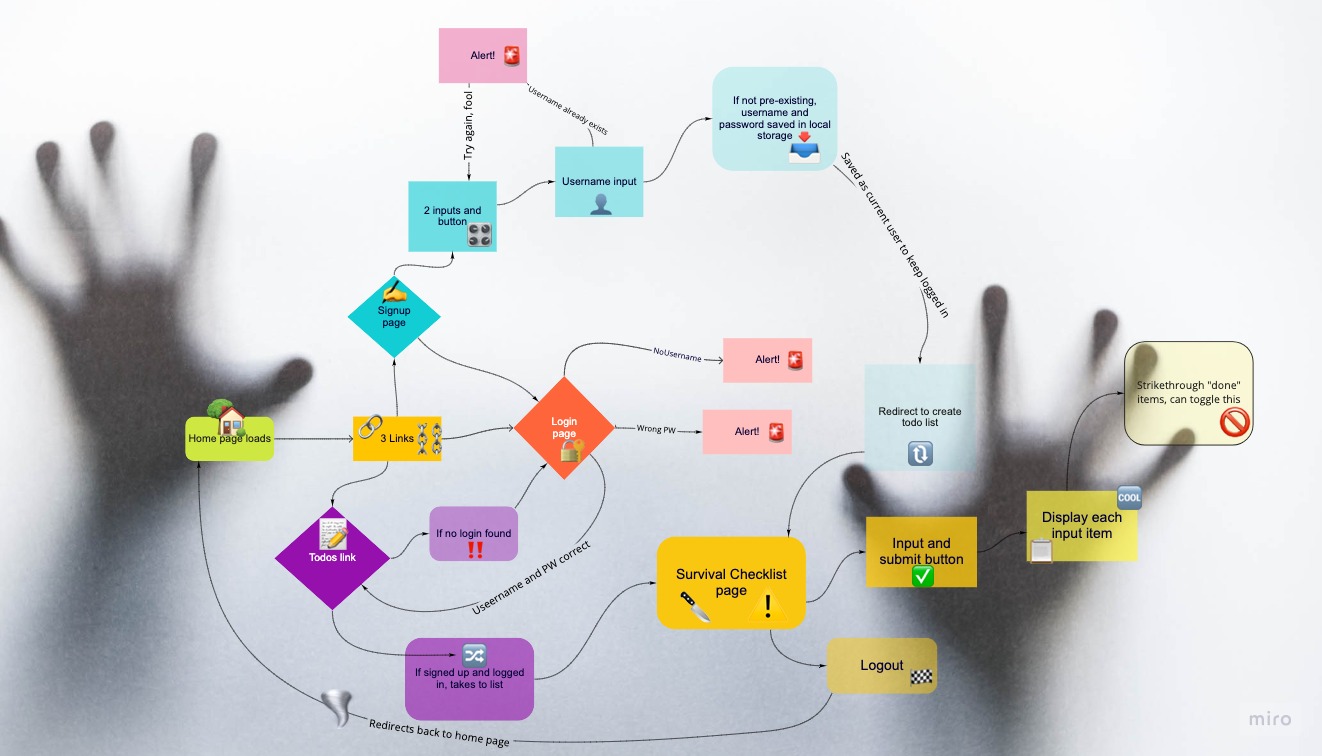 Alert!
Try again, fool
Username already exists
If not pre-existing,
username and
password saved in local
storage
Username input
2 inputs and
button
Saved as current user to keep logged in
Signup
page
NoUsername
Alert!
Redirect to create
todo list
Strikethrough "done"
items, can toggle this
Home page loads
3 Links
Login
page
Wrong PW
Alert!
COOL
Display each
input item
Todos link
If no login found
Useername and PW correct
Input and
submit button
Survival Checklist
page
If signed up and logged
in, takes to list
Logout
Redirects back to home page
miro